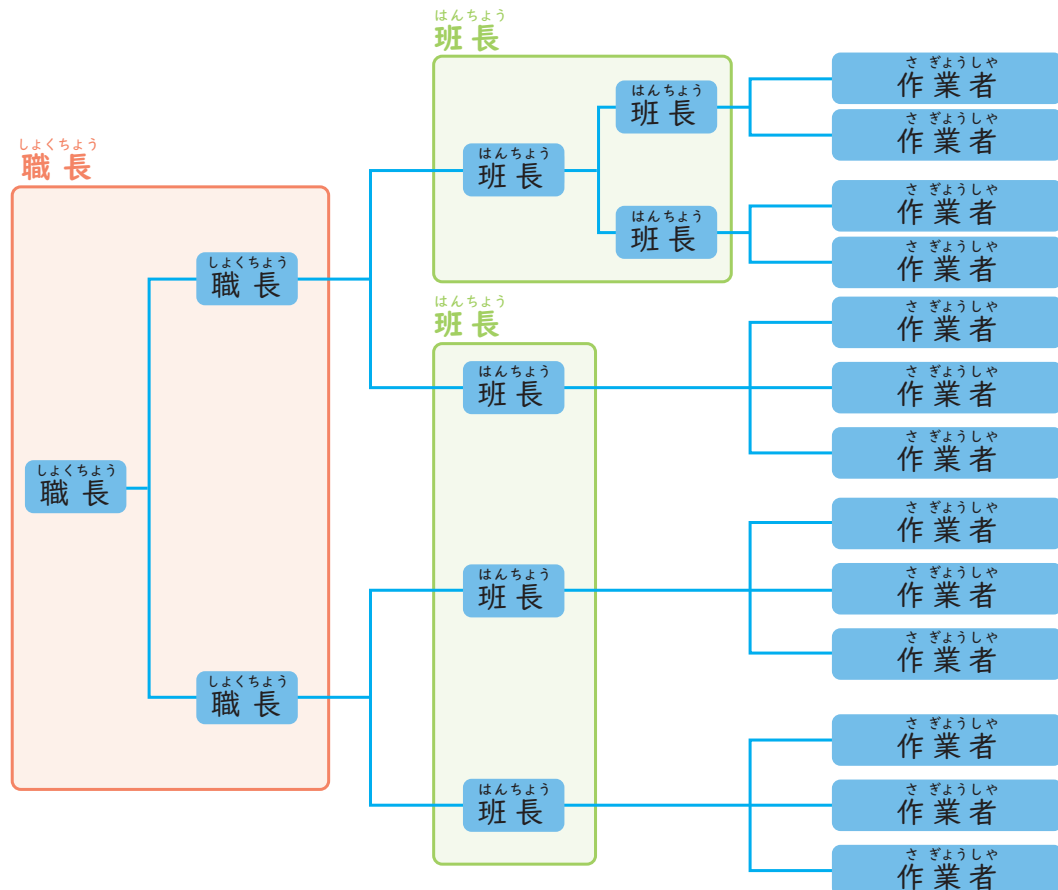 はんちょう
班長
はんちょう
班長
はんちょう
班長
はんちょう
班長
さ ぎょうしゃ
作業者
さ ぎょうしゃ
作業者
さ ぎょうしゃ
作業者
さ ぎょうしゃ
作業者
しょくちょう
職長
しょくちょう
職長
しょくちょう
職長
しょくちょう
職長
はんちょう
班長
はんちょう
班長
はんちょう
班長
はんちょう
班長
さ ぎょうしゃ
作業者
さ ぎょうしゃ
作業者
さ ぎょうしゃ
作業者
さ ぎょうしゃ
作業者
さ ぎょうしゃ
作業者
さ ぎょうしゃ
作業者
さ ぎょうしゃ
作業者
さ ぎょうしゃ
作業者
さ ぎょうしゃ
作業者